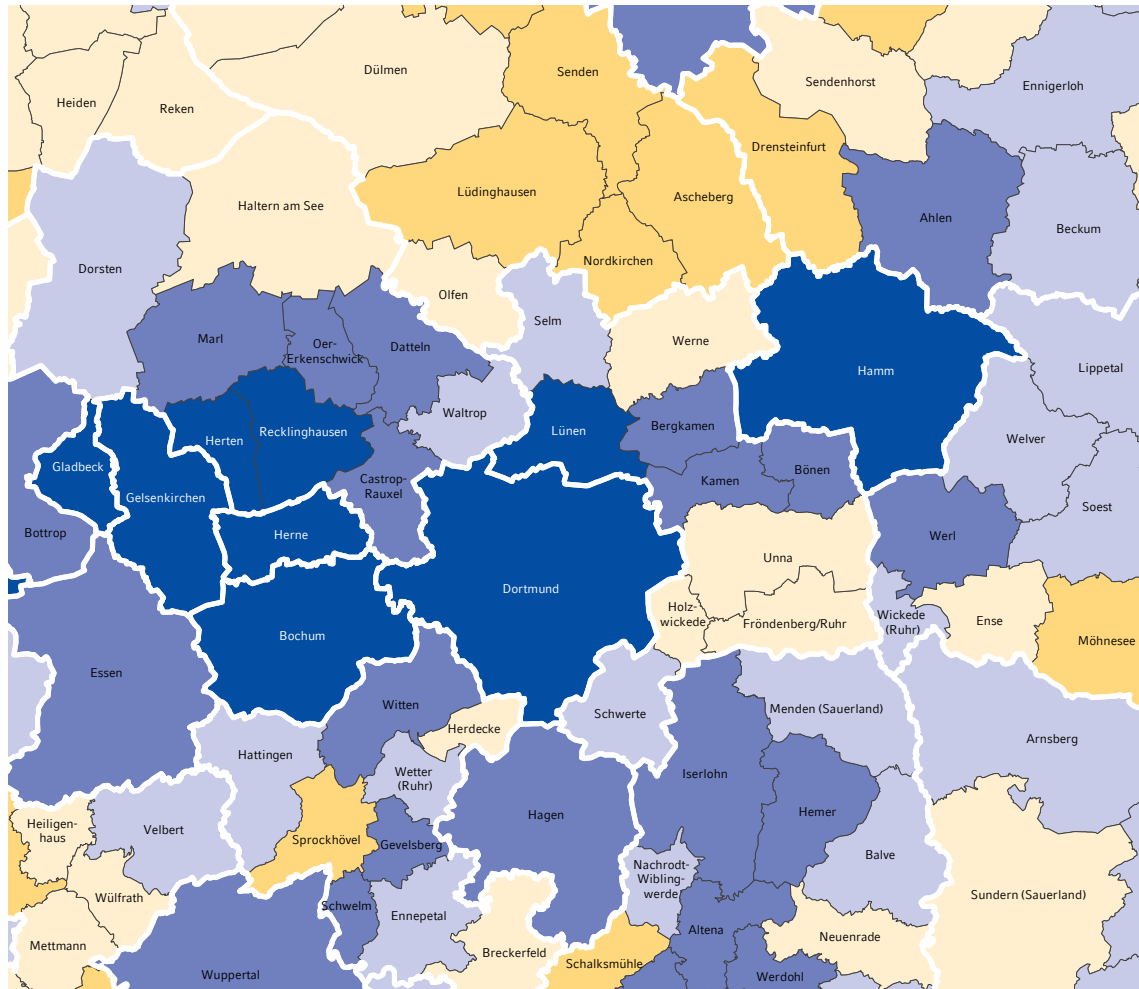 Dülmen
Senden
Sendenhorst
Ennigerloh
Heiden
Reken
Drensteinfurt
Lüdinghausen
Ascheberg
Haltern am See
Ahlen
Beckum
Dorsten
Nordkirchen
Olfen
Selm
Marl
Oer-
Erkenschwick
Datteln
Werne
Hamm
Lippetal
Waltrop
Herten
Recklinghausen
Lünen
Bergkamen
Welver
Gladbeck
Gelsenkirchen
Castrop-
Rauxel
Kamen
Bönen
Soest
Bottrop
Herne
Werl
Unna
Dortmund
Holz-
wickede
Fröndenberg/Ruhr
Wickede
(Ruhr)
Ense
Möhnesee
Bochum
Essen
Witten
Schwerte
Menden (Sauerland)
Herdecke
Arnsberg
Hattingen
Wetter
(Ruhr)
Iserlohn
Heiligen-
haus
Velbert
Sprockhövel
Gevelsberg
Hagen
Hemer
Balve
Nachrodt-
Wibling-
werde
Wülfrath
Schwelm
Ennepetal
Sundern (Sauerland)
Mettmann
Breckerfeld
Altena
Neuenrade
Schalksmühle
Wuppertal
Werdohl